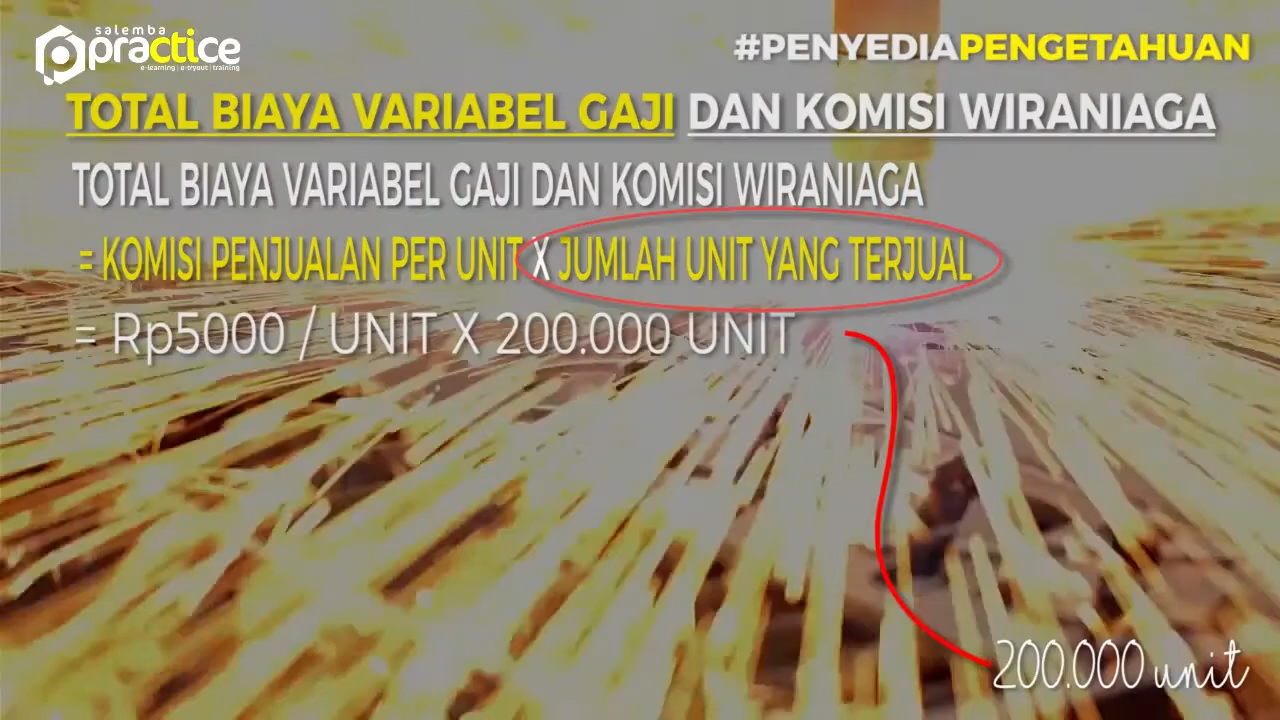 salemba
practice
e-learning | e-tryout | training
#PENYEDIAPENGETAHUAN
TOTAL BIAYA VARIABEL GAJI DAN KOMISI WIRANIAGA
TOTAL BIAYA VARIABEL GAJI DAN KOMISI WIRANIAGA
= KOMISI PENJUALAN PER UNIT X JUMLAH UNIT YANG TERJUAL
= Rp5000 / UNIT X 200.000 UNIT
200.000 unit